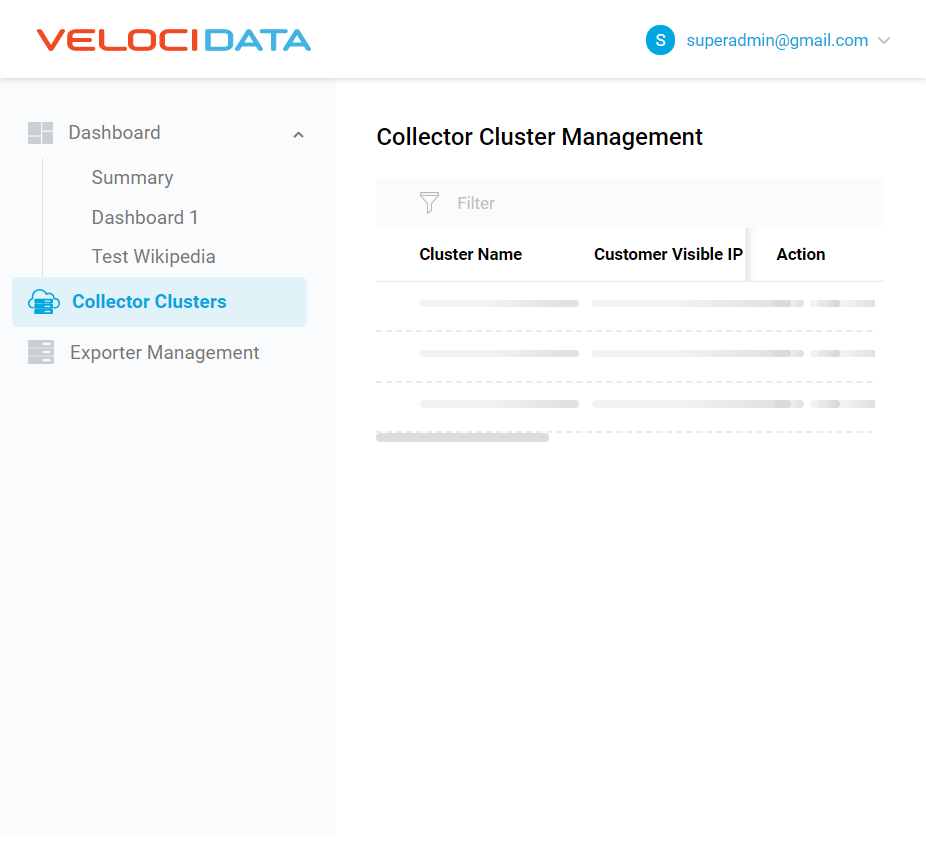 VELOCIDATA
S superadmin@gmail.com
Dashboard
Summary
Dashboard 1
Test Wikipedia
Collector Clusters
Exporter Management
Collector Cluster Management
Filter
Cluster Name Customer Visible IP Action